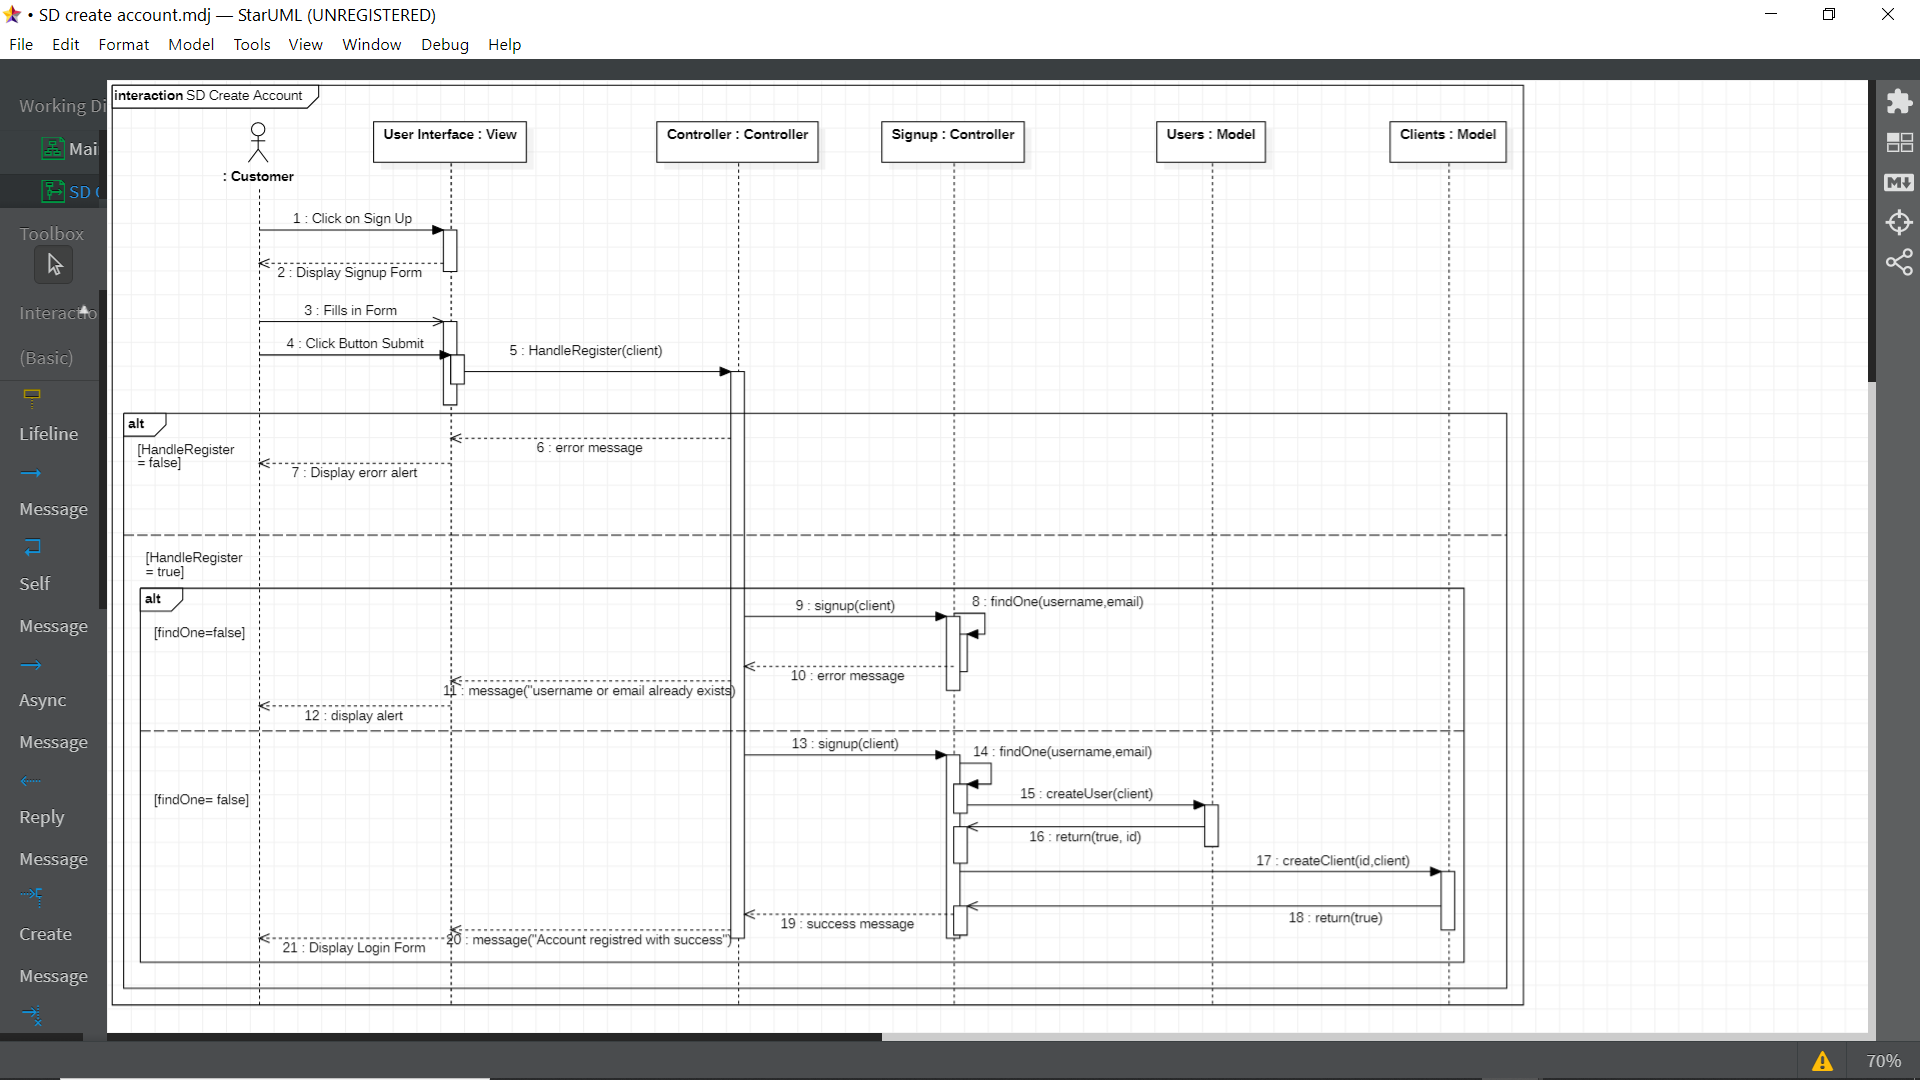 SD create account.mdj — StarUML (UNREGISTERED)
File Edit Format Model Tools View Window Debug Help
Working Di
Mai
SD C
Toolbox
Interactio
(Basic)
Lifeline
Message
Self
Message
Async
Message
Reply
Message
Create
Message
interaction SD Create Account
: Customer
User Interface : View
Controller : Controller
Signup : Controller
Users : Model
Clients : Model
1 : Click on Sign Up
2 : Display Signup Form
3 : Fills in Form
4 : Click Button Submit
5 : HandleRegister(client)
alt
[HandleRegister
= false]
6 : error message
7 : Display erorr alert
[HandleRegister
= true]
alt
9 : signup(client)
8 : findOne(username,email)
[findOne=false]
10 : error message
11 : message("username or email already exists)
12 : display alert
13 : signup(client)
14 : findOne(username,email)
[findOne= false]
15 : createUser(client)
16 : return(true, id)
17 : createClient(id,client)
18 : return(true)
19 : success message
20 : message("Account registred with success")
21 : Display Login Form
M
70%